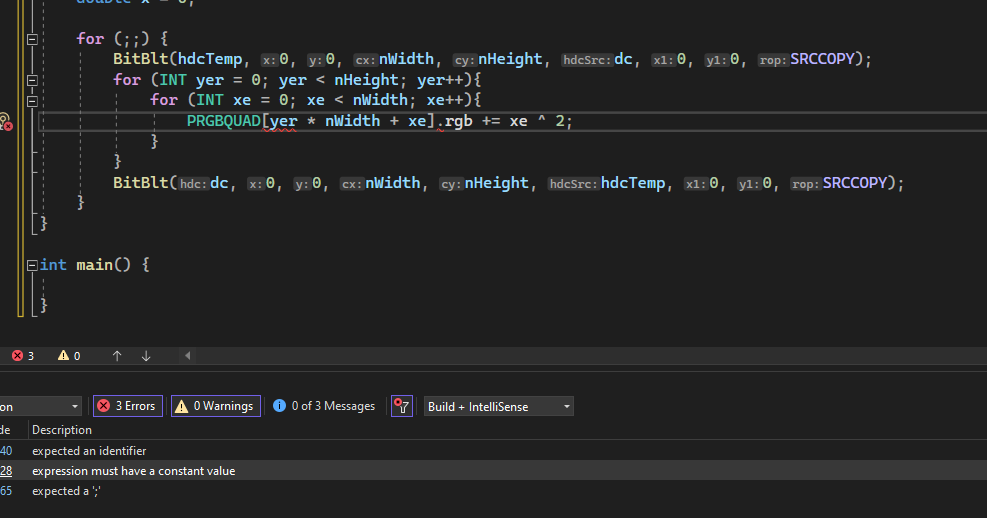 double x = 0;
for (;;) {
BitBlt(hdcTemp, x:0, y:0, cx:nWidth, cy:nHeight, hdcSrc:dc, x1:0, y1:0, rop:SRCCOPY);
for (INT yer = 0; yer < nHeight; yer++){
for (INT xe = 0; xe < nWidth; xe++){
PRGBQUAD[yer * nWidth + xe].rgb += xe ^ 2;
}
}
BitBlt(hdc:dc, x:0, y:0, cx:nWidth, cy:nHeight, hdcSrc:hdcTemp, x1:0, y1:0, rop:SRCCOPY);
}
}
int main() {
}
3 0
on 3 Errors 0 Warnings 0 of 3 Messages Build + IntelliSense
de Description
40 expected an identifier
28 expression must have a constant value
65 expected a ';'